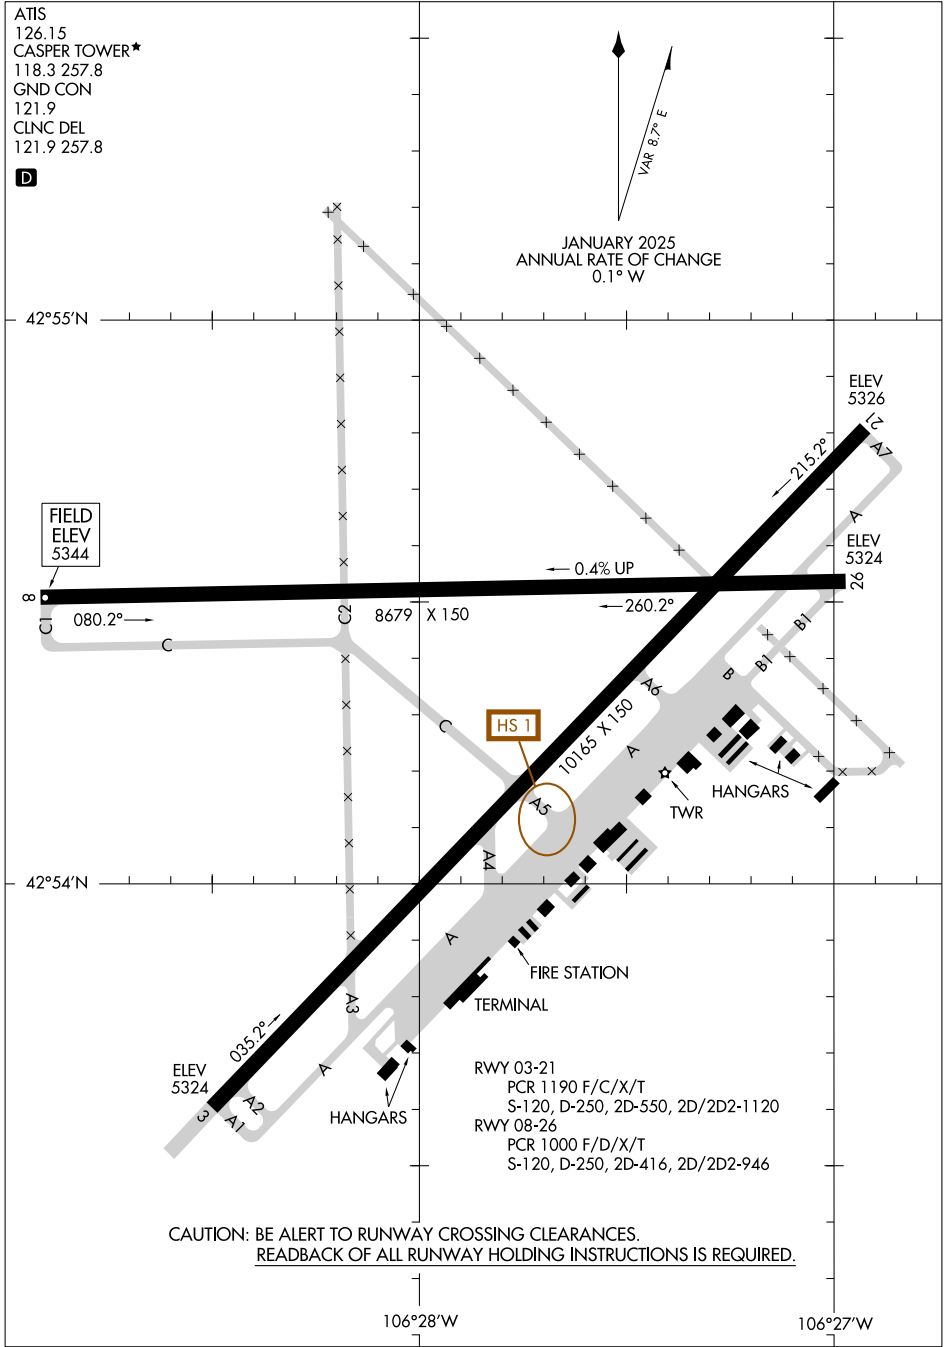 ATIS
126.15
CASPER TOWER★
118.3 257.8
GND CON
121.9
CLNC DEL
121.9 257.8
D
VAR 8.7° E
JANUARY 2025
ANNUAL RATE OF CHANGE
0.1° W
42°55'N
ELEV
5326
21
A7
215.2°
A
FIELD
ELEV
5344
ELEV
5324
0.4% UP
26
8
260.2°
080.2°
8679 X 150
C1
C2
B1
C
B1
B
A6
C
HS 1
10165 X 150
A
HANGARS
TWR
A5
A4
42°54'N
A
FIRE STATION
A3
TERMINAL
035.2°
A
ELEV
5324
A2
3
A1
HANGARS
RWY 03-21
PCR 1190 F/C/X/T
S-120, D-250, 2D-550, 2D/2D2-1120
RWY 08-26
PCR 1000 F/D/X/T
S-120, D-250, 2D-416, 2D/2D2-946
CAUTION: BE ALERT TO RUNWAY CROSSING CLEARANCES.
READBACK OF ALL RUNWAY HOLDING INSTRUCTIONS IS REQUIRED.
106°28'W
106°27'W